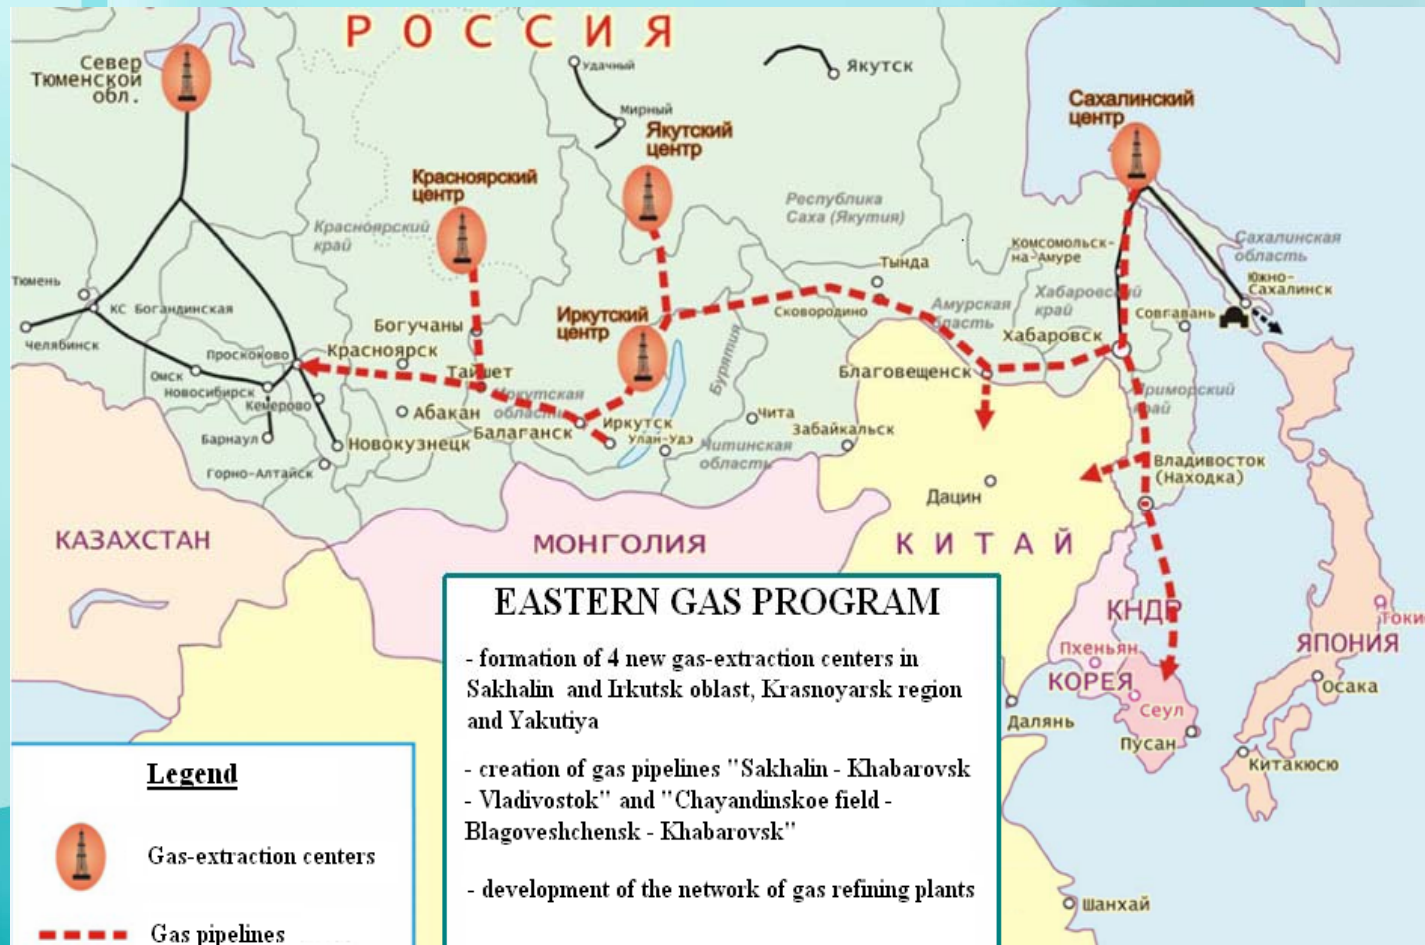 РОССИЯ
Север
Тюменской
обл.
Удачный
Якутск
Мирный
Якутский
центр
Сахалинский
центр
Красноярский
центр
Красноярский
край
Республика
Саха (Якутия)
Комсомольск-
на-Амуре
Сахалинская
область
Южно-
Сахалинск
Тюмень
КС Богандинская
Тында
Сковородино
Амурская
область
Хабаровский
край
Совгавань
Хабаровск
Челябинск
Богучаны
Иркутский
центр
Проскоково
Красноярск
Тайшет
Омск
Новосибирск
Кемерово
Иркутская
область
Бурятия
Благовещенск
Приморский
край
Абакан
Балаганск
Иркутск
Улан-Удэ
Чита
Забайкальск
Читинская
область
Барнаул
Новокузнецк
Горно-Алтайск
Владивосток
(Находка)
Дацин
КАЗАХСТАН
МОНГОЛИЯ
КИТАЙ
КНДР
Пхеньян
КОРЕЯ
Сеул
Пусан
Токи
ЯПОНИЯ
Осака
Китакюсю
Далянь
Шанхай
EASTERN GAS PROGRAM
- formation of 4 new gas-extraction centers in
Sakhalin and Irkutsk oblast, Krasnoyarsk region
and Yakutiya
- creation of gas pipelines "Sakhalin - Khabarovsk
- Vladivostok" and "Chayandinskoe field -
Blagoveshchensk - Khabarovsk"
- development of the network of gas refining plants
Legend
Gas-extraction centers
Gas pipelines